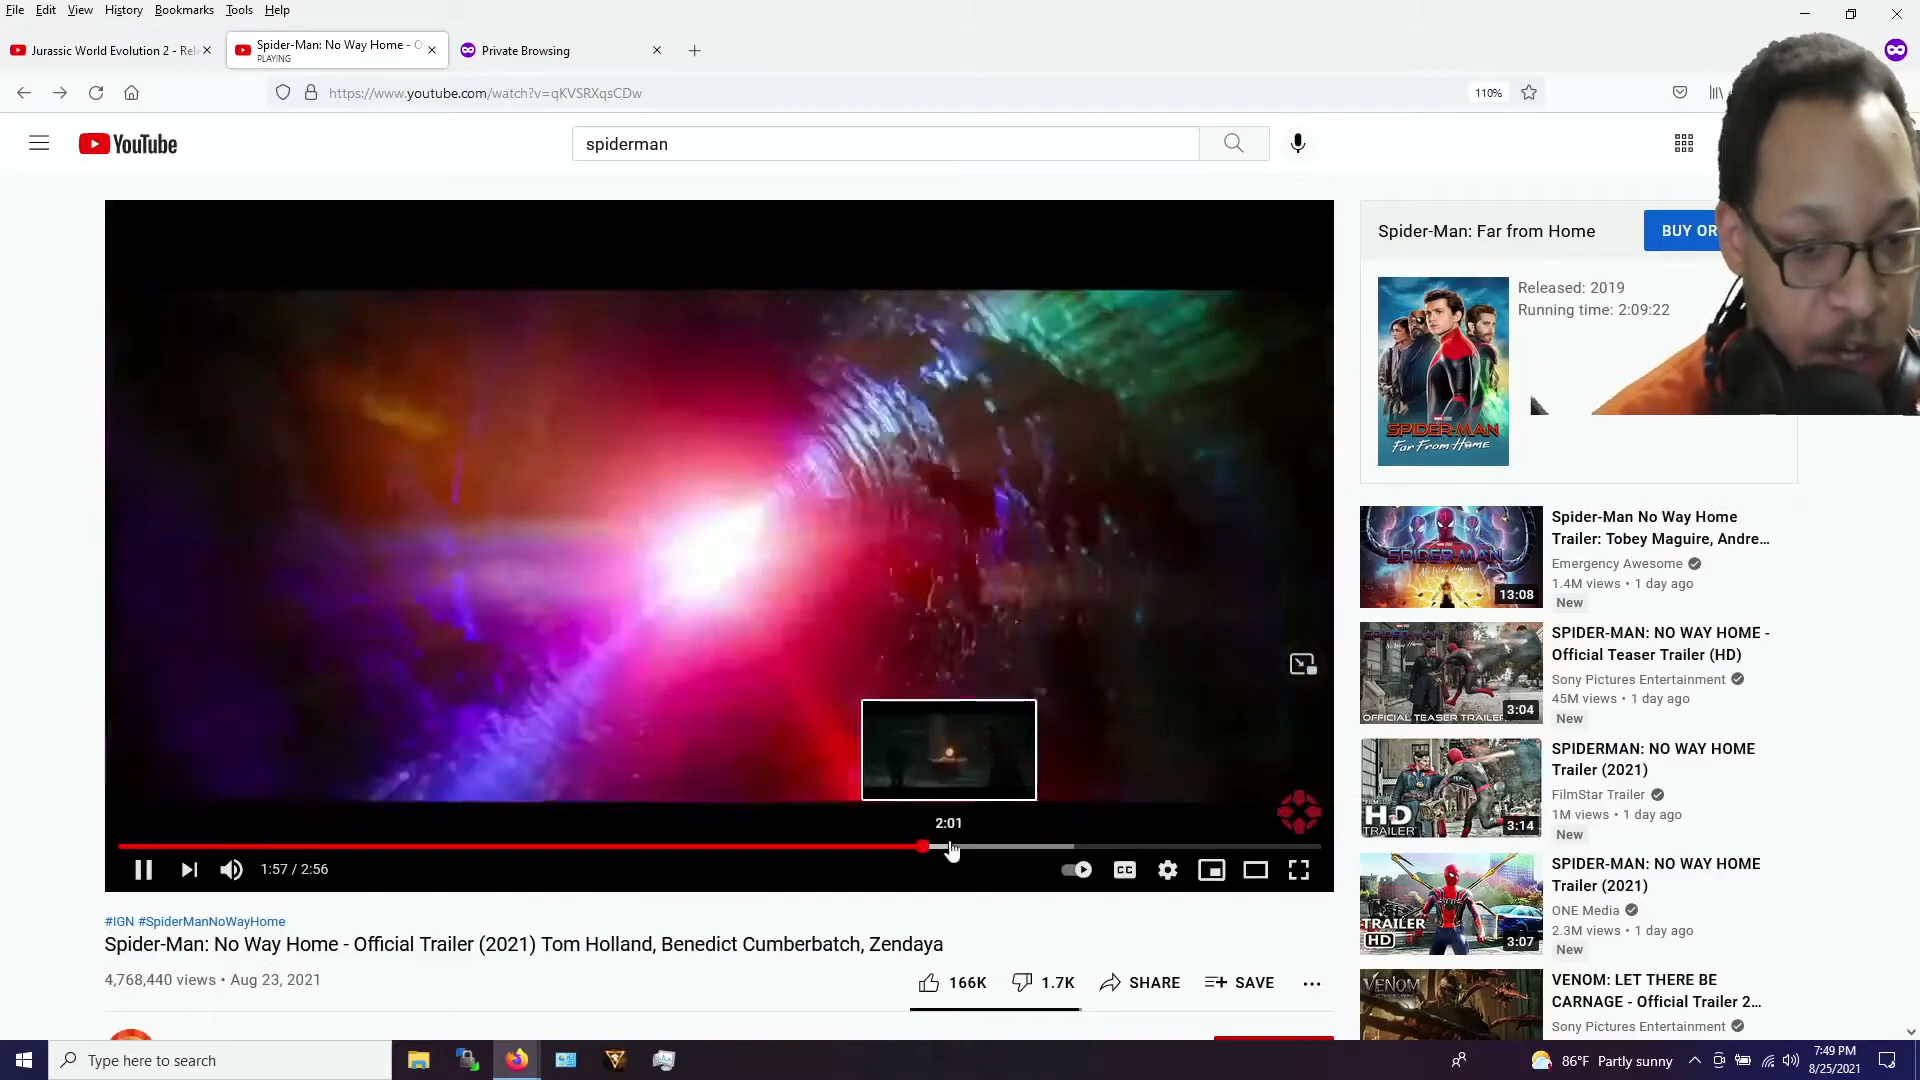 File Edit View History Bookmarks Tools Help
Jurassic World Evolution 2 - Rel
Spider-Man: No Way Home - O
PLAYING
Private Browsing
https://www.youtube.com/watch?v=qKVSRXqsCDw
110%
YouTube
spiderman
Spider-Man: Far from Home
BUY OR
Released: 2019
Running time: 2:09:22
SPIDER-MAN
Far From Home
SPIDER-MAN
No Way Home
13:08
Spider-Man No Way Home
Trailer: Tobey Maguire, Andre...
Emergency Awesome
1.4M views • 1 day ago
New
OFFICIAL TEASER TRAILER
3:04
SPIDER-MAN: NO WAY HOME -
Official Teaser Trailer (HD)
Sony Pictures Entertainment
45M views • 1 day ago
New
HD
TRAILER
3:14
SPIDERMAN: NO WAY HOME
Trailer (2021)
FilmStar Trailer
1M views • 1 day ago
New
TRAILER
HD
3:07
SPIDER-MAN: NO WAY HOME
Trailer (2021)
ONE Media
2.3M views • 1 day ago
New
VENOM
VENOM: LET THERE BE
CARNAGE - Official Trailer 2...
Sony Pictures Entertainment
2:01
1:57 / 2:56
CC
#IGN #SpiderManNoWayHome
Spider-Man: No Way Home - Official Trailer (2021) Tom Holland, Benedict Cumberbatch, Zendaya
4,768,440 views • Aug 23, 2021
166K
1.7K
SHARE
SAVE
Type here to search
86°F Partly sunny
7:49 PM
8/25/2021